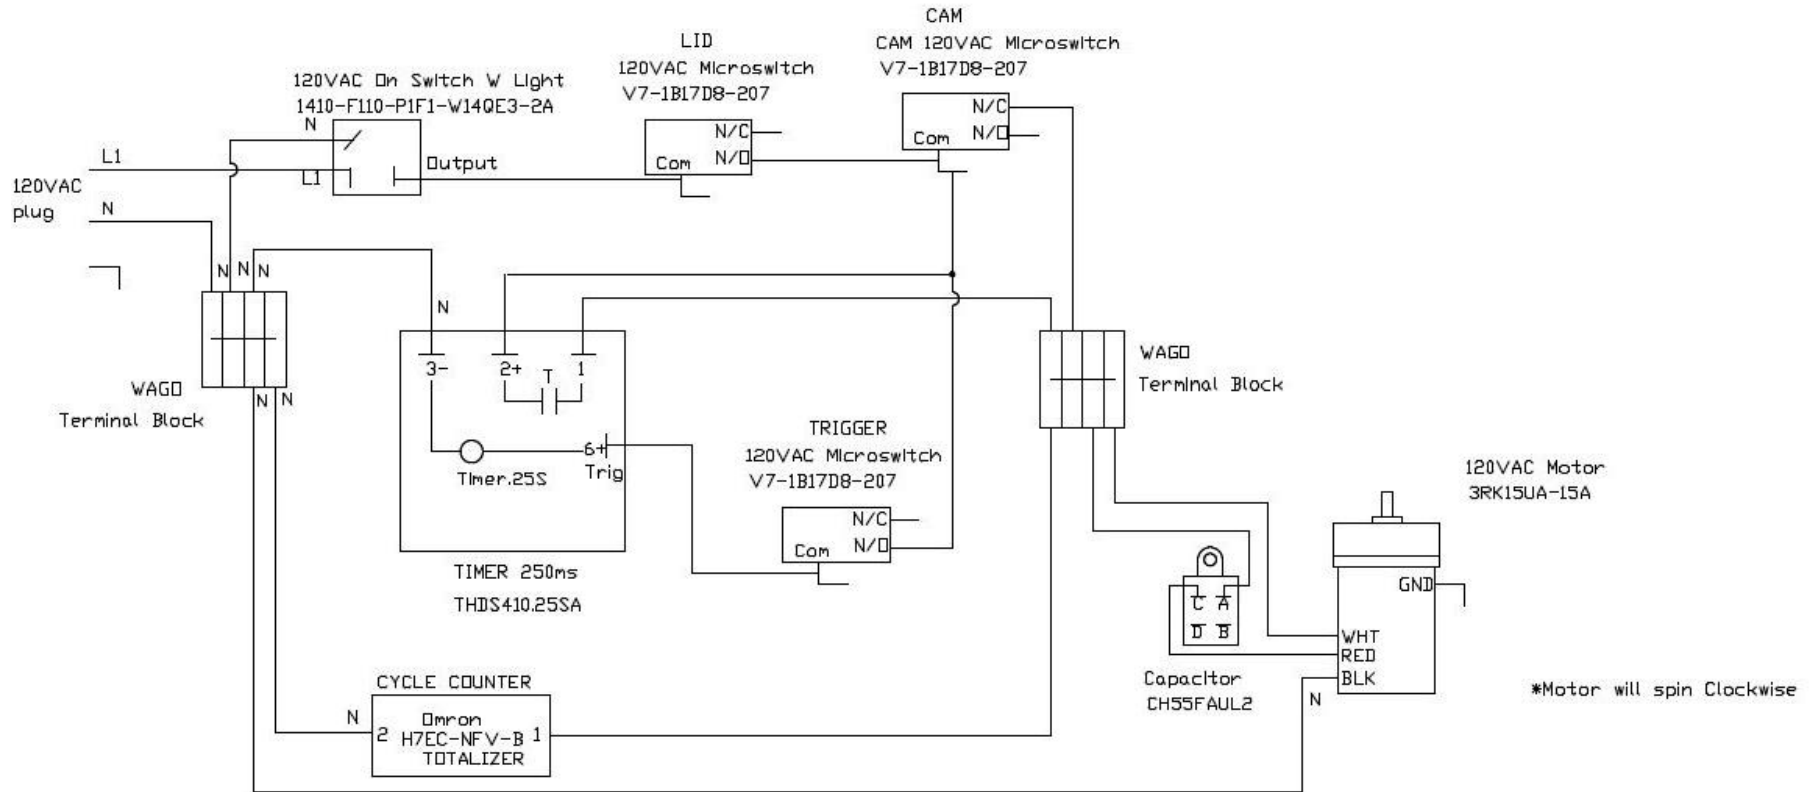 CAM
CAM 120VAC Microswitch
V7-1B17D8-207
LID
120VAC Microswitch
V7-1B17D8-207
120VAC On Switch W Light
1410-F110-P1F1-W14QE3-2A
N
N/C
N/O
Com
N/C
N/O
Com
L1
L1
Output
120VAC
plug
N
N
N
N
N
WAGO
Terminal Block
N
N
3-
2+
1
T
6+
Trig
Timer.25S
TIMER 250ms
THDS410.25SA
WAGO
Terminal Block
TRIGGER
120VAC Microswitch
V7-1B17D8-207
N/C
N/O
Com
120VAC Motor
3RK15UA-15A
GND
WHT
RED
BLK
N
C
A
D
B
Capacitor
CH55FAUL2
*Motor will spin Clockwise
CYCLE COUNTER
N
2
Omron
H7EC-NFV-B
1
TOTALIZER